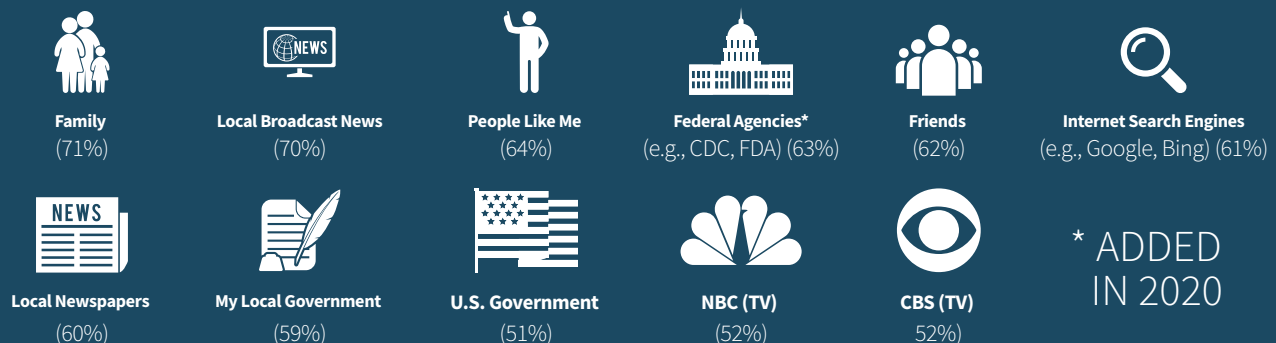 NEWS
Family
(71%)
Local Broadcast News
(70%)
People Like Me
(64%)
Federal Agencies*
(e.g., CDC, FDA) (63%)
Friends
(62%)
Internet Search Engines
(e.g., Google, Bing) (61%)
NEWS
Local Newspapers
(60%)
My Local Government
(59%)
U.S. Government
(51%)
NBC (TV)
(52%)
CBS (TV)
52%)
* ADDED
IN 2020